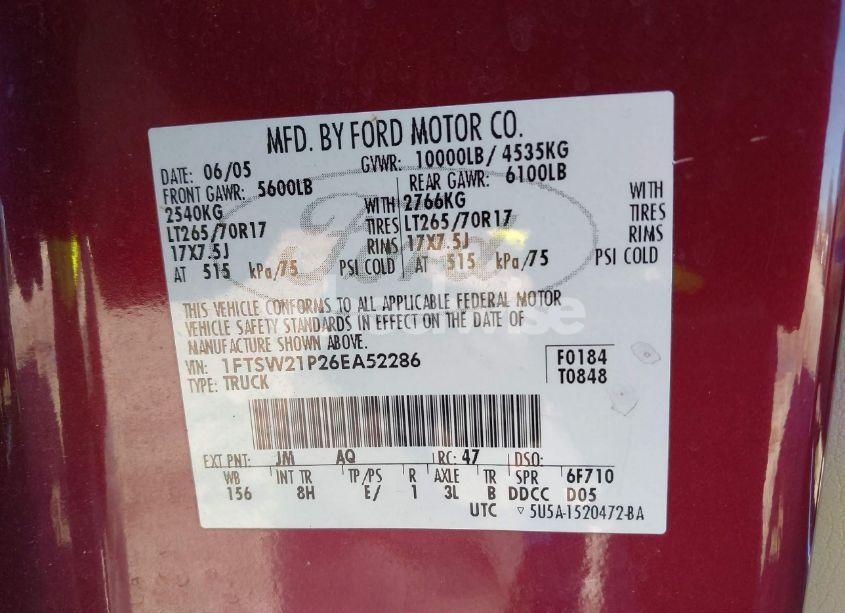 MFD. BY FORD MOTOR CO.
DATE: 06/05 GVWR: 10000LB/ 4535KG
FRONT GAWR: 5600LB REAR GAWR: 6100LB
2540KG WITH 2766KG WITH
LT265/70R17 TIRES LT265/70R17 TIRES
17X7.5J RIMS 17X7.5J RIMS
AT 515 kPa/75 PSI COLD AT 515 kPa/75 PSI COLD
Ford
THIS VEHICLE CONFORMS TO ALL APPLICABLE FEDERAL MOTOR
VEHICLE SAFETY STANDARDS IN EFFECT ON THE DATE OF
MANUFACTURE SHOWN ABOVE.
VIN: 1FTSW21P26EA52286 F0184
TYPE: TRUCK T0848
EXT PNT: JM AQ RC: 47 DSO:
WB INT TR TP/PS R AXLE TR SPR 6F710
156 8H E/ 1 3L B DDCC D05
UTC ▽ 5U5A-1520472-BA